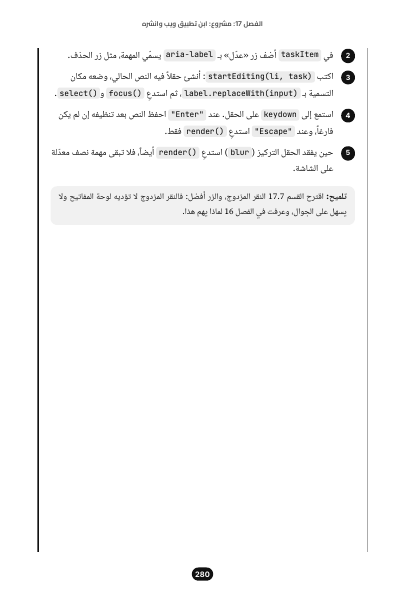 الفصل 17: مشروع: ابن تطبيق ويب وانشره
2 في taskItem أضف زر «عدّل» بـ aria-label يسمّي المهمة، مثل زر الحذف.
3 اكتب startEditing(li, task): أنشئ حقلاً فيه النص الحالي، وضعه مكان
التسمية بـ label.replaceWith(input)، ثم استدعِ focus() و select().
4 استمع إلى keydown على الحقل. عند "Enter" احفظ النص بعد تنظيفه إن لم يكن
فارغاً، وعند "Escape" استدعِ render() فقط.
5 حين يفقد الحقل التركيز (blur) استدعِ render() أيضاً، فلا تبقى مهمة نصف معدّلة
على الشاشة.
تلميح: اقترح القسم 17.7 النقر المزدوج، والزر أفضل: فالنقر المزدوج لا تؤديه لوحة المفاتيح ولا
يسهل على الجوال، وعرفت في الفصل 16 لماذا يهم هذا.
280